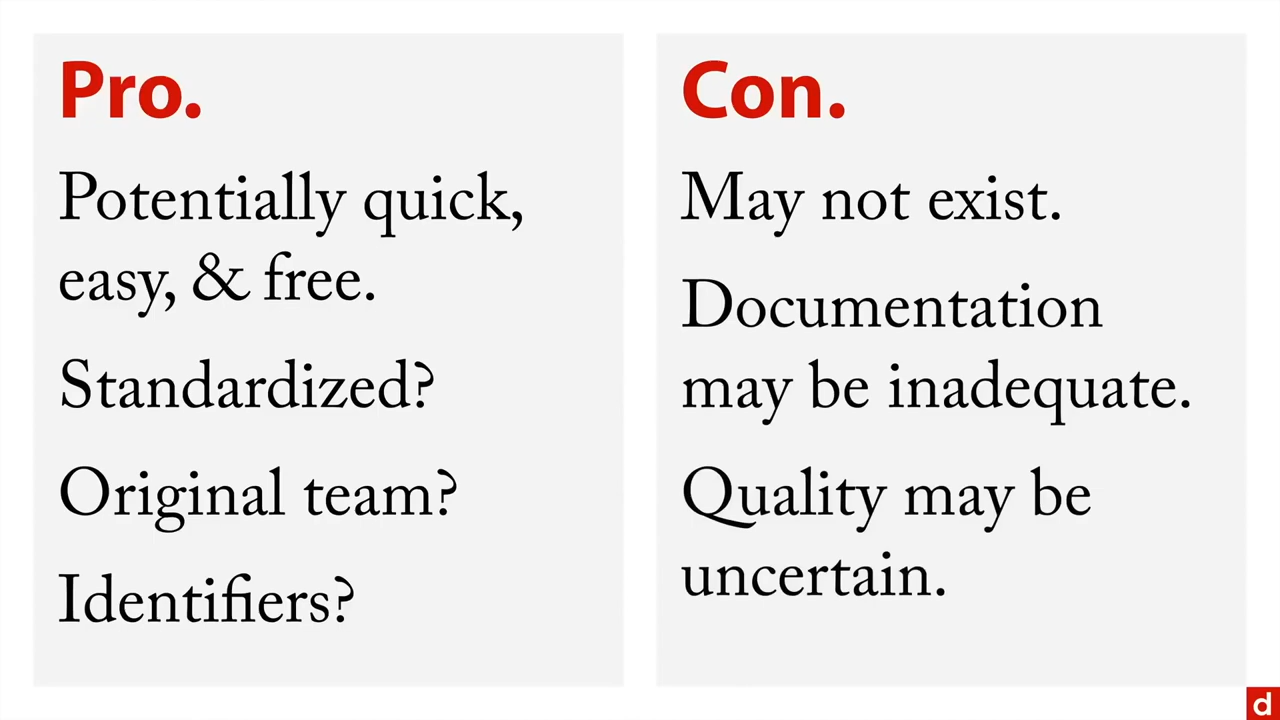 Pro.
Potentially quick,
easy, & free.
Standardized?
Original team?
Identifiers?
Con.
May not exist.
Documentation
may be inadequate.
Quality may be
uncertain.
d